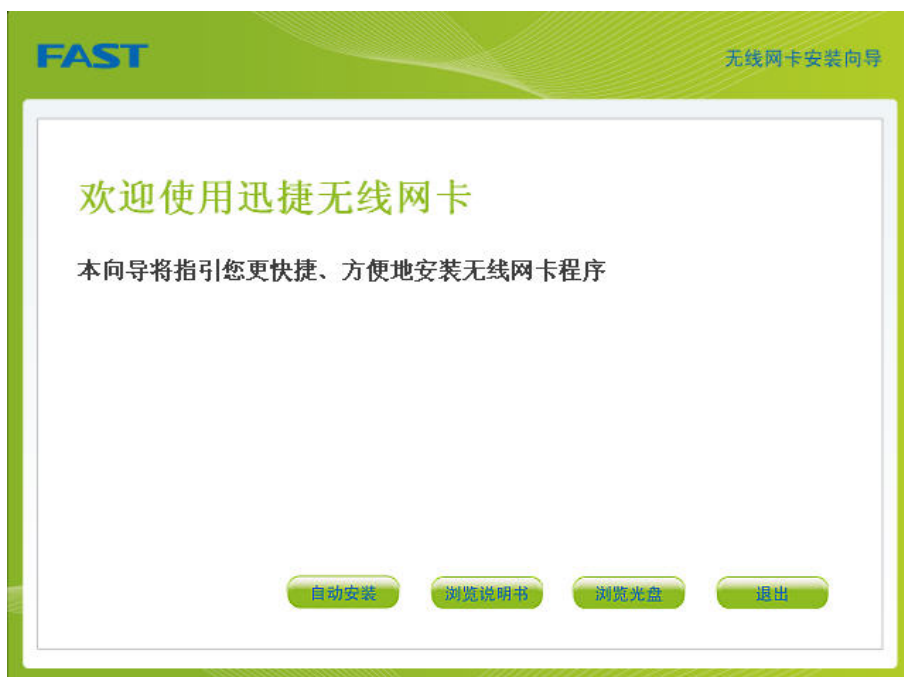 FAST
无线网卡安装向导
欢迎使用迅捷无线网卡
本向导将指引您更快捷、方便地安装无线网卡程序
自动安装
浏览说明书
浏览光盘
退出